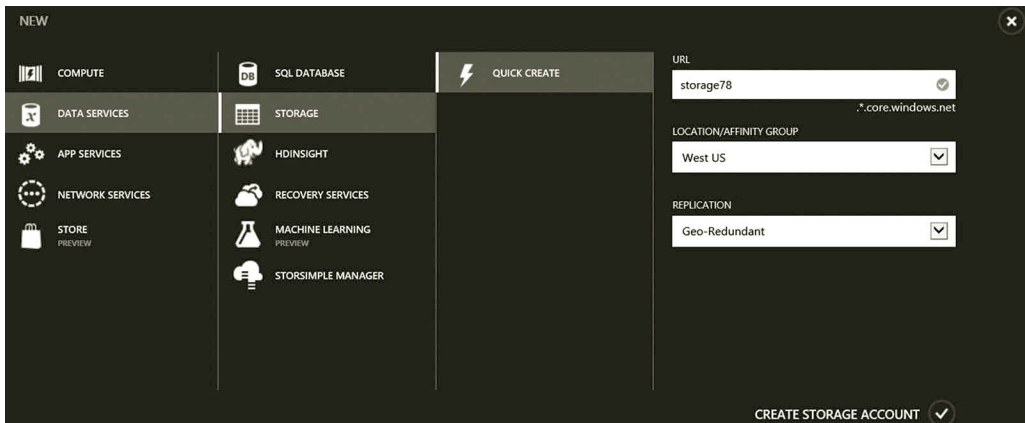 NEW
COMPUTE
DATA SERVICES
APP SERVICES
NETWORK SERVICES
STORE
PREVIEW
DB
SQL DATABASE
STORAGE
HDINSIGHT
RECOVERY SERVICES
MACHINE LEARNING
PREVIEW
STORSIMPLE MANAGER
QUICK CREATE
URL
storage78
.*.core.windows.net
LOCATION/AFFINITY GROUP
West US
REPLICATION
Geo-Redundant
CREATE STORAGE ACCOUNT